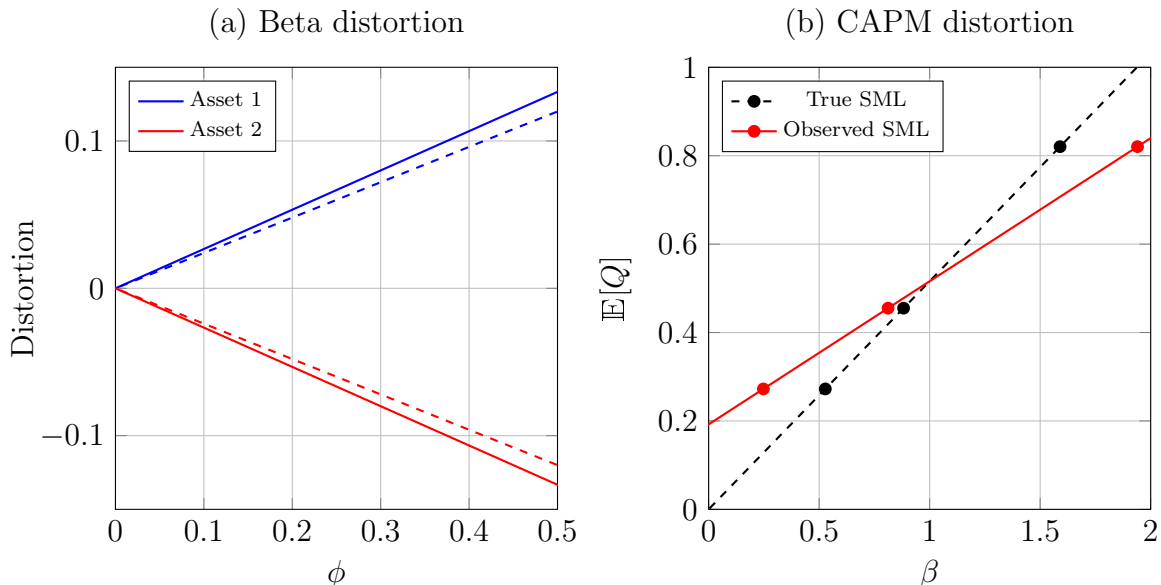 (a) Beta distortion
Asset 1
Asset 2
0.1
0
−0.1
Distortion
0
0.1
0.2
0.3
0.4
0.5
ϕ
(b) CAPM distortion
True SML
Observed SML
1
0.8
0.6
0.4
0.2
0
𝔼[Q]
0
0.5
1
1.5
2
β